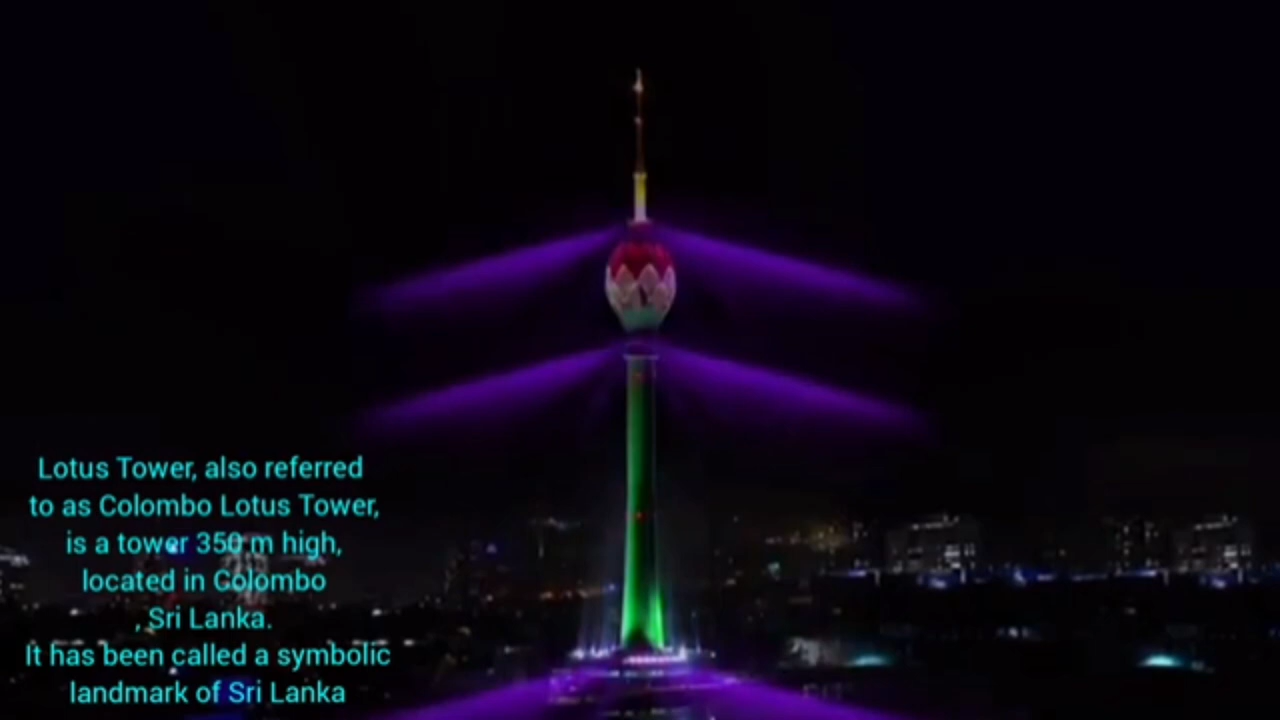 Lotus Tower, also referred
to as Colombo Lotus Tower,
is a tower 350 m high,
located in Colombo
, Sri Lanka.
It has been called a symbolic
landmark of Sri Lanka